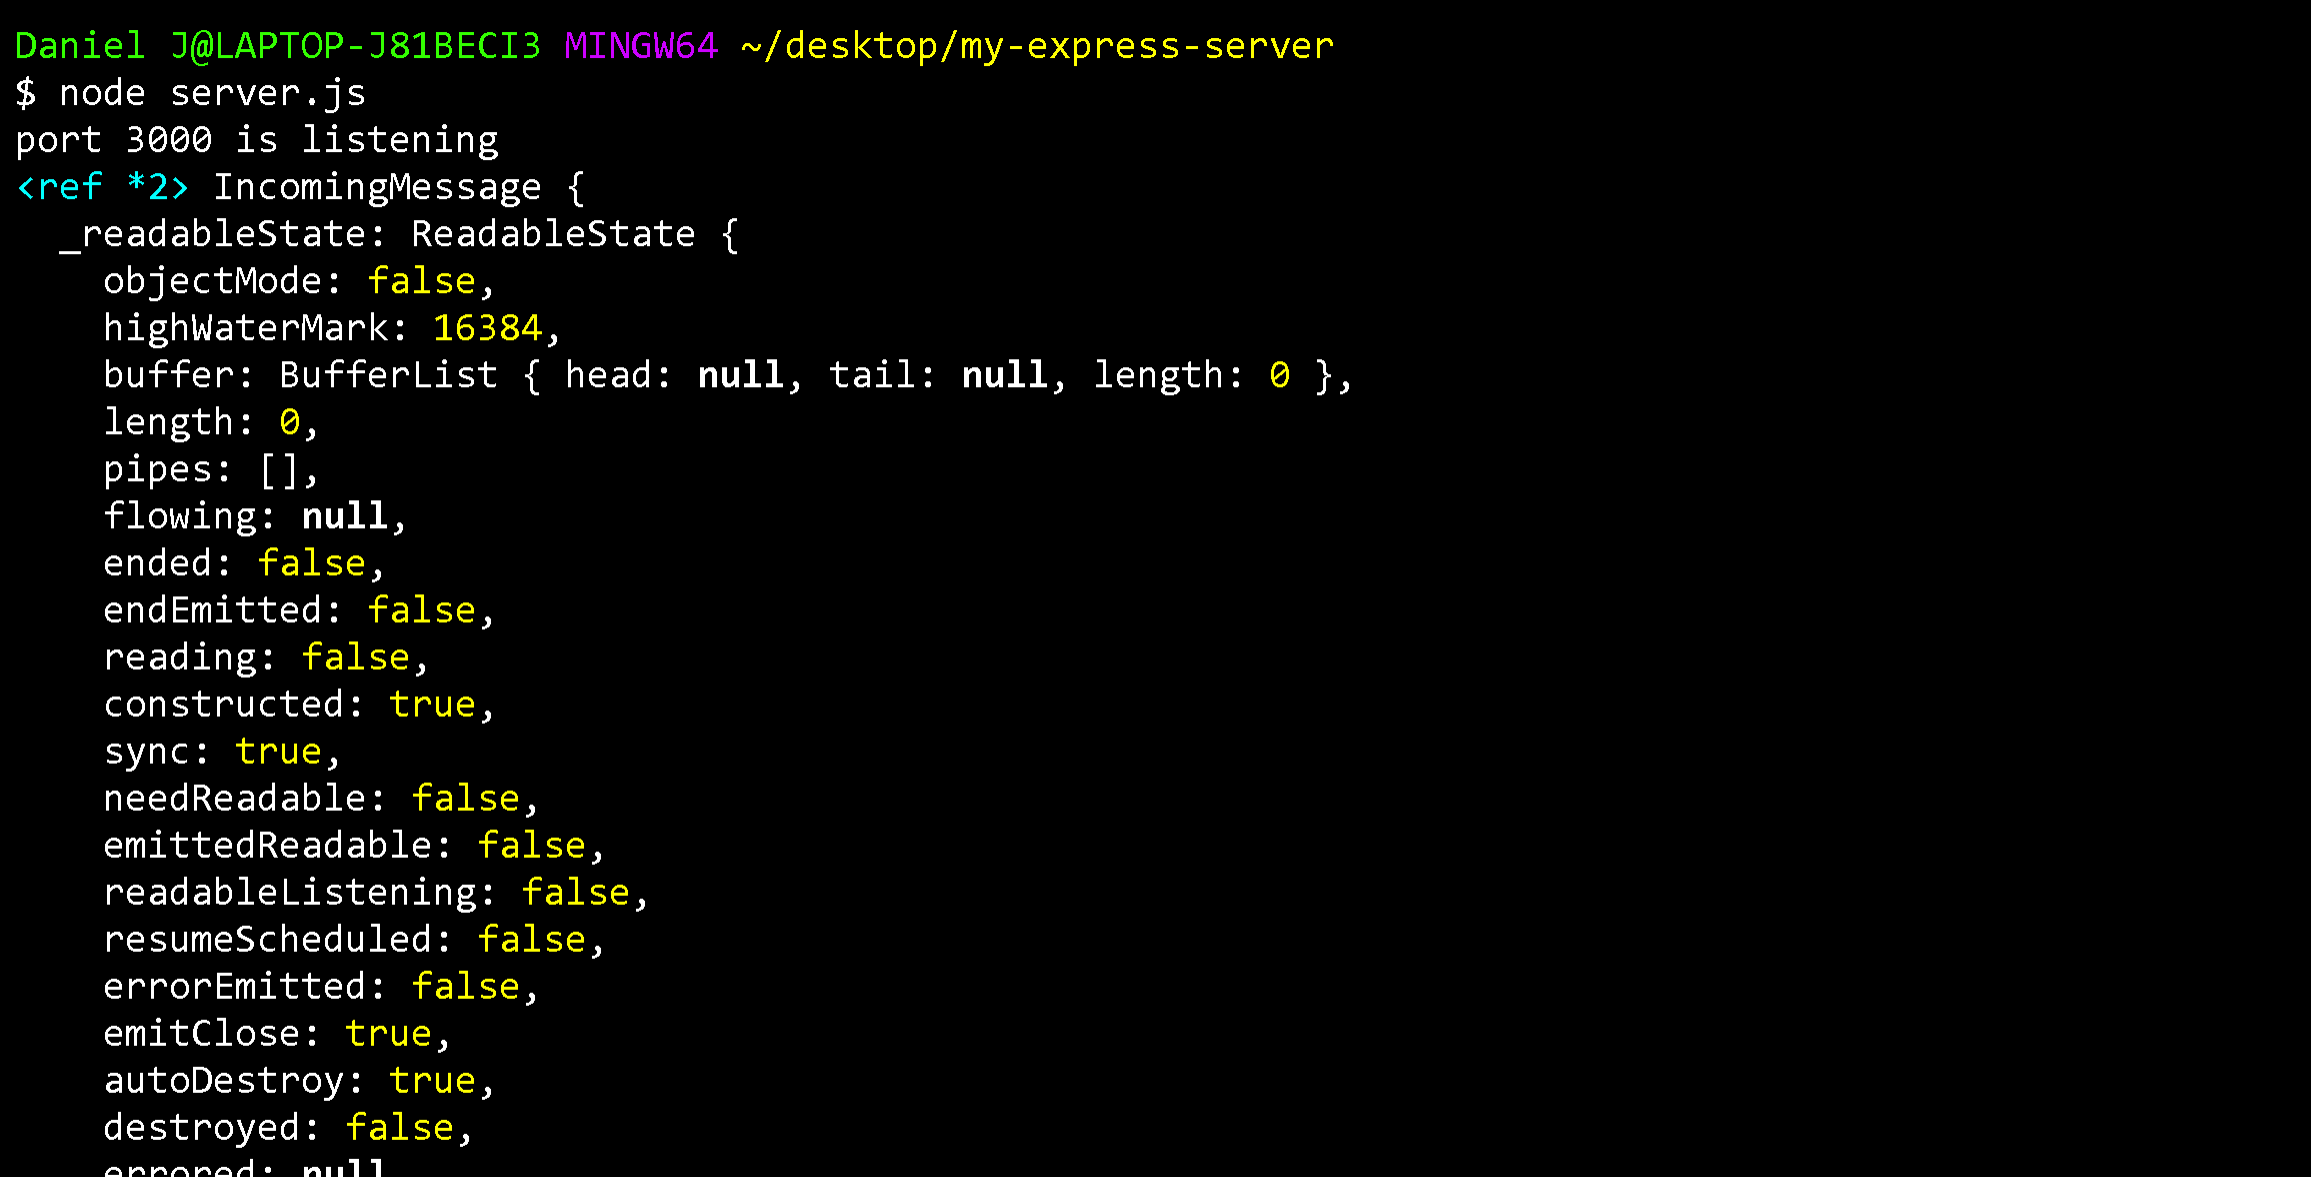 Daniel J@LAPTOP-J81BECI3 MINGW64 ~/desktop/my-express-server
$ node server.js
port 3000 is listening
<ref *2> IncomingMessage {
  _readableState: ReadableState {
    objectMode: false,
    highWaterMark: 16384,
    buffer: BufferList { head: null, tail: null, length: 0 },
    length: 0,
    pipes: [],
    flowing: null,
    ended: false,
    endEmitted: false,
    reading: false,
    constructed: true,
    sync: true,
    needReadable: false,
    emittedReadable: false,
    readableListening: false,
    resumeScheduled: false,
    errorEmitted: false,
    emitClose: true,
    autoDestroy: true,
    destroyed: false,
    errored: null